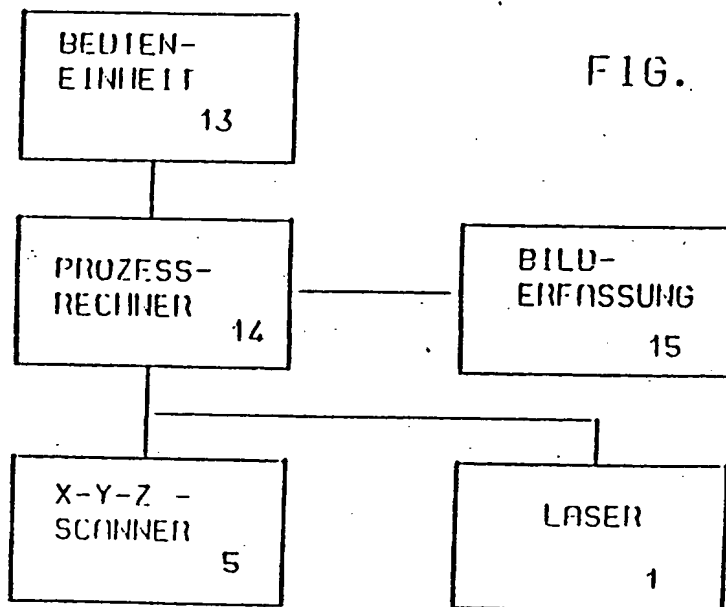 BEDIEN-
EINHEIT
13
FIG.
PROZESS-
RECHNER
14
BILD-
ERFASSUNG
15
X-Y-Z -
SCANNER
5
LASER
1